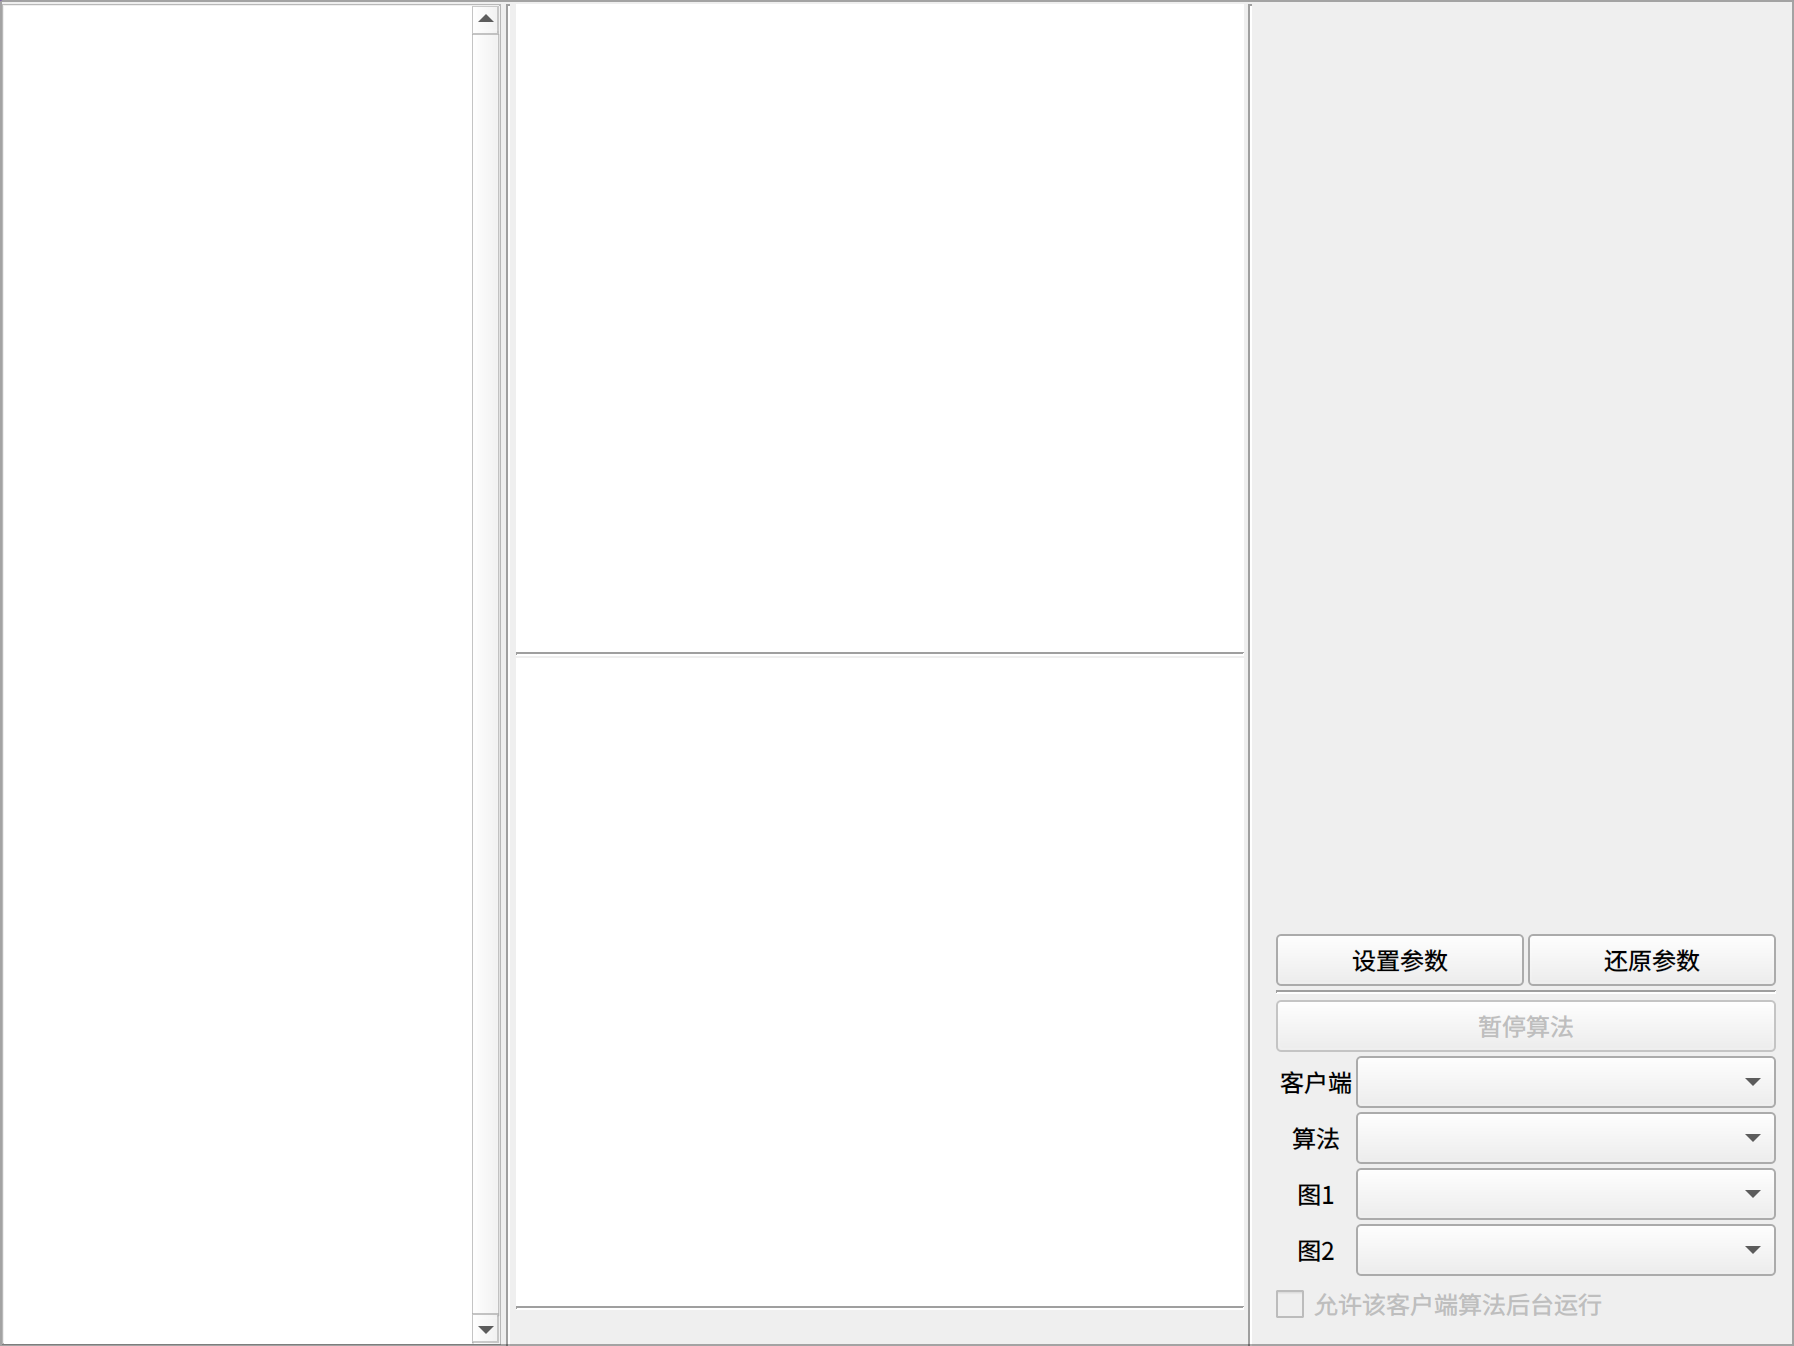 设置参数 还原参数
暂停算法
客户端
算法
图1
图2
允许该客户端算法后台运行